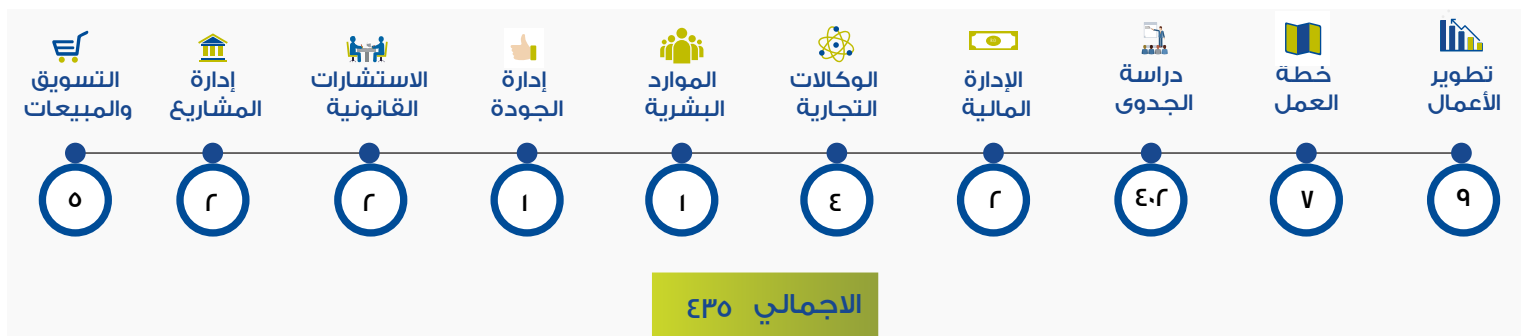 تطوير
الأعمال
٩
خطة
العمل
٧
دراسة
الجدوى
٤٠٢
الإدارة
المالية
٢
الوكالات
التجارية
٤
الموارد
البشرية
١
إدارة
الجودة
١
الاستشارات
القانونية
٢
إدارة
المشاريع
٢
التسويق
والمبيعات
٥
الاجمالي ٤٣٥